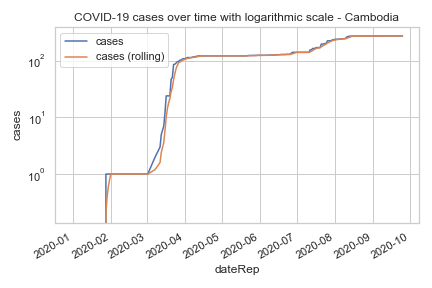 COVID-19 cases over time with logarithmic scale - Cambodia
cases
cases (rolling)
10²
10¹
10⁰
cases
2020-01
2020-02
2020-03
2020-04
2020-05
2020-06
2020-07
2020-08
2020-09
2020-10
dateRep